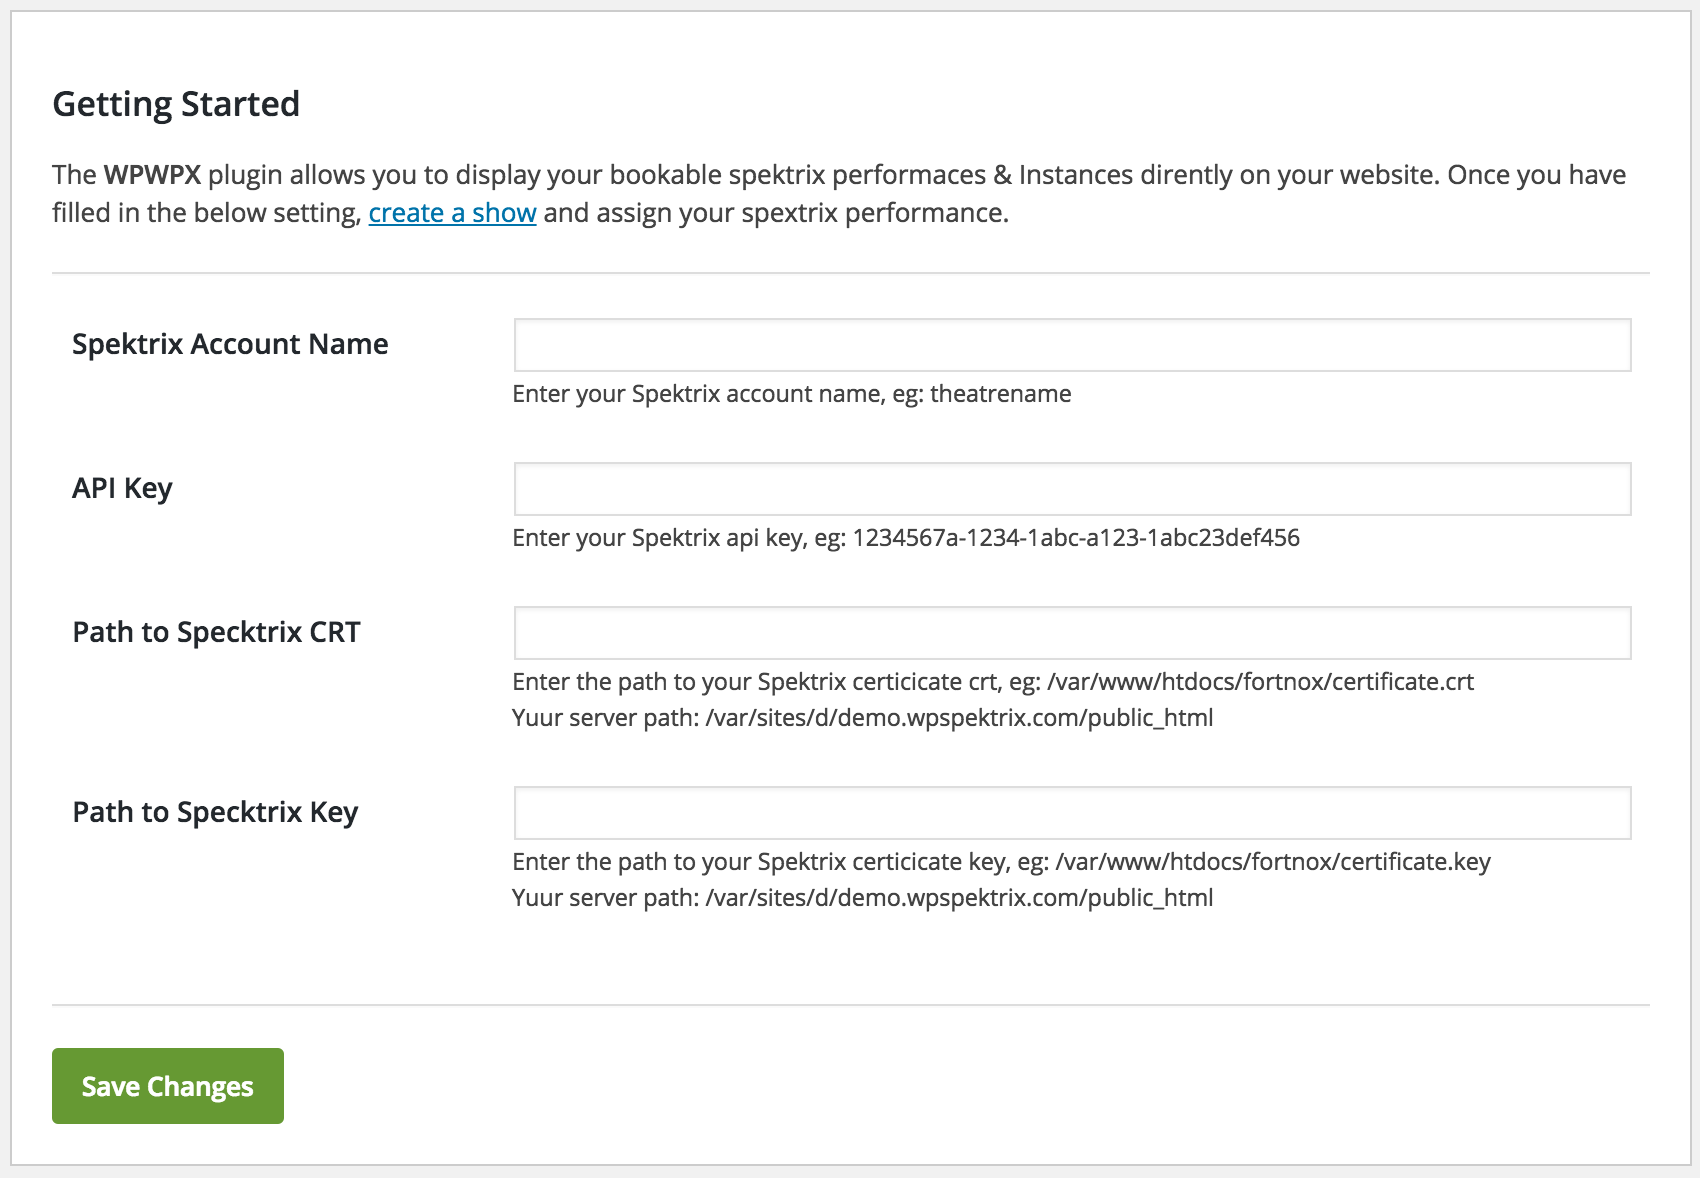 Getting Started
The WPWPX plugin allows you to display your bookable spektrix performaces & Instances dirently on your website. Once you have
filled in the below setting, create a show and assign your spextrix performance.
Spektrix Account Name
Enter your Spektrix account name, eg: theatrename
API Key
Enter your Spektrix api key, eg: 1234567a-1234-1abc-a123-1abc23def456
Path to Specktrix CRT
Enter the path to your Spektrix certicicate crt, eg: /var/www/htdocs/fortnox/certificate.crt
Yuur server path: /var/sites/d/demo.wpspektrix.com/public_html
Path to Specktrix Key
Enter the path to your Spektrix certicicate key, eg: /var/www/htdocs/fortnox/certificate.key
Yuur server path: /var/sites/d/demo.wpspektrix.com/public_html
Save Changes